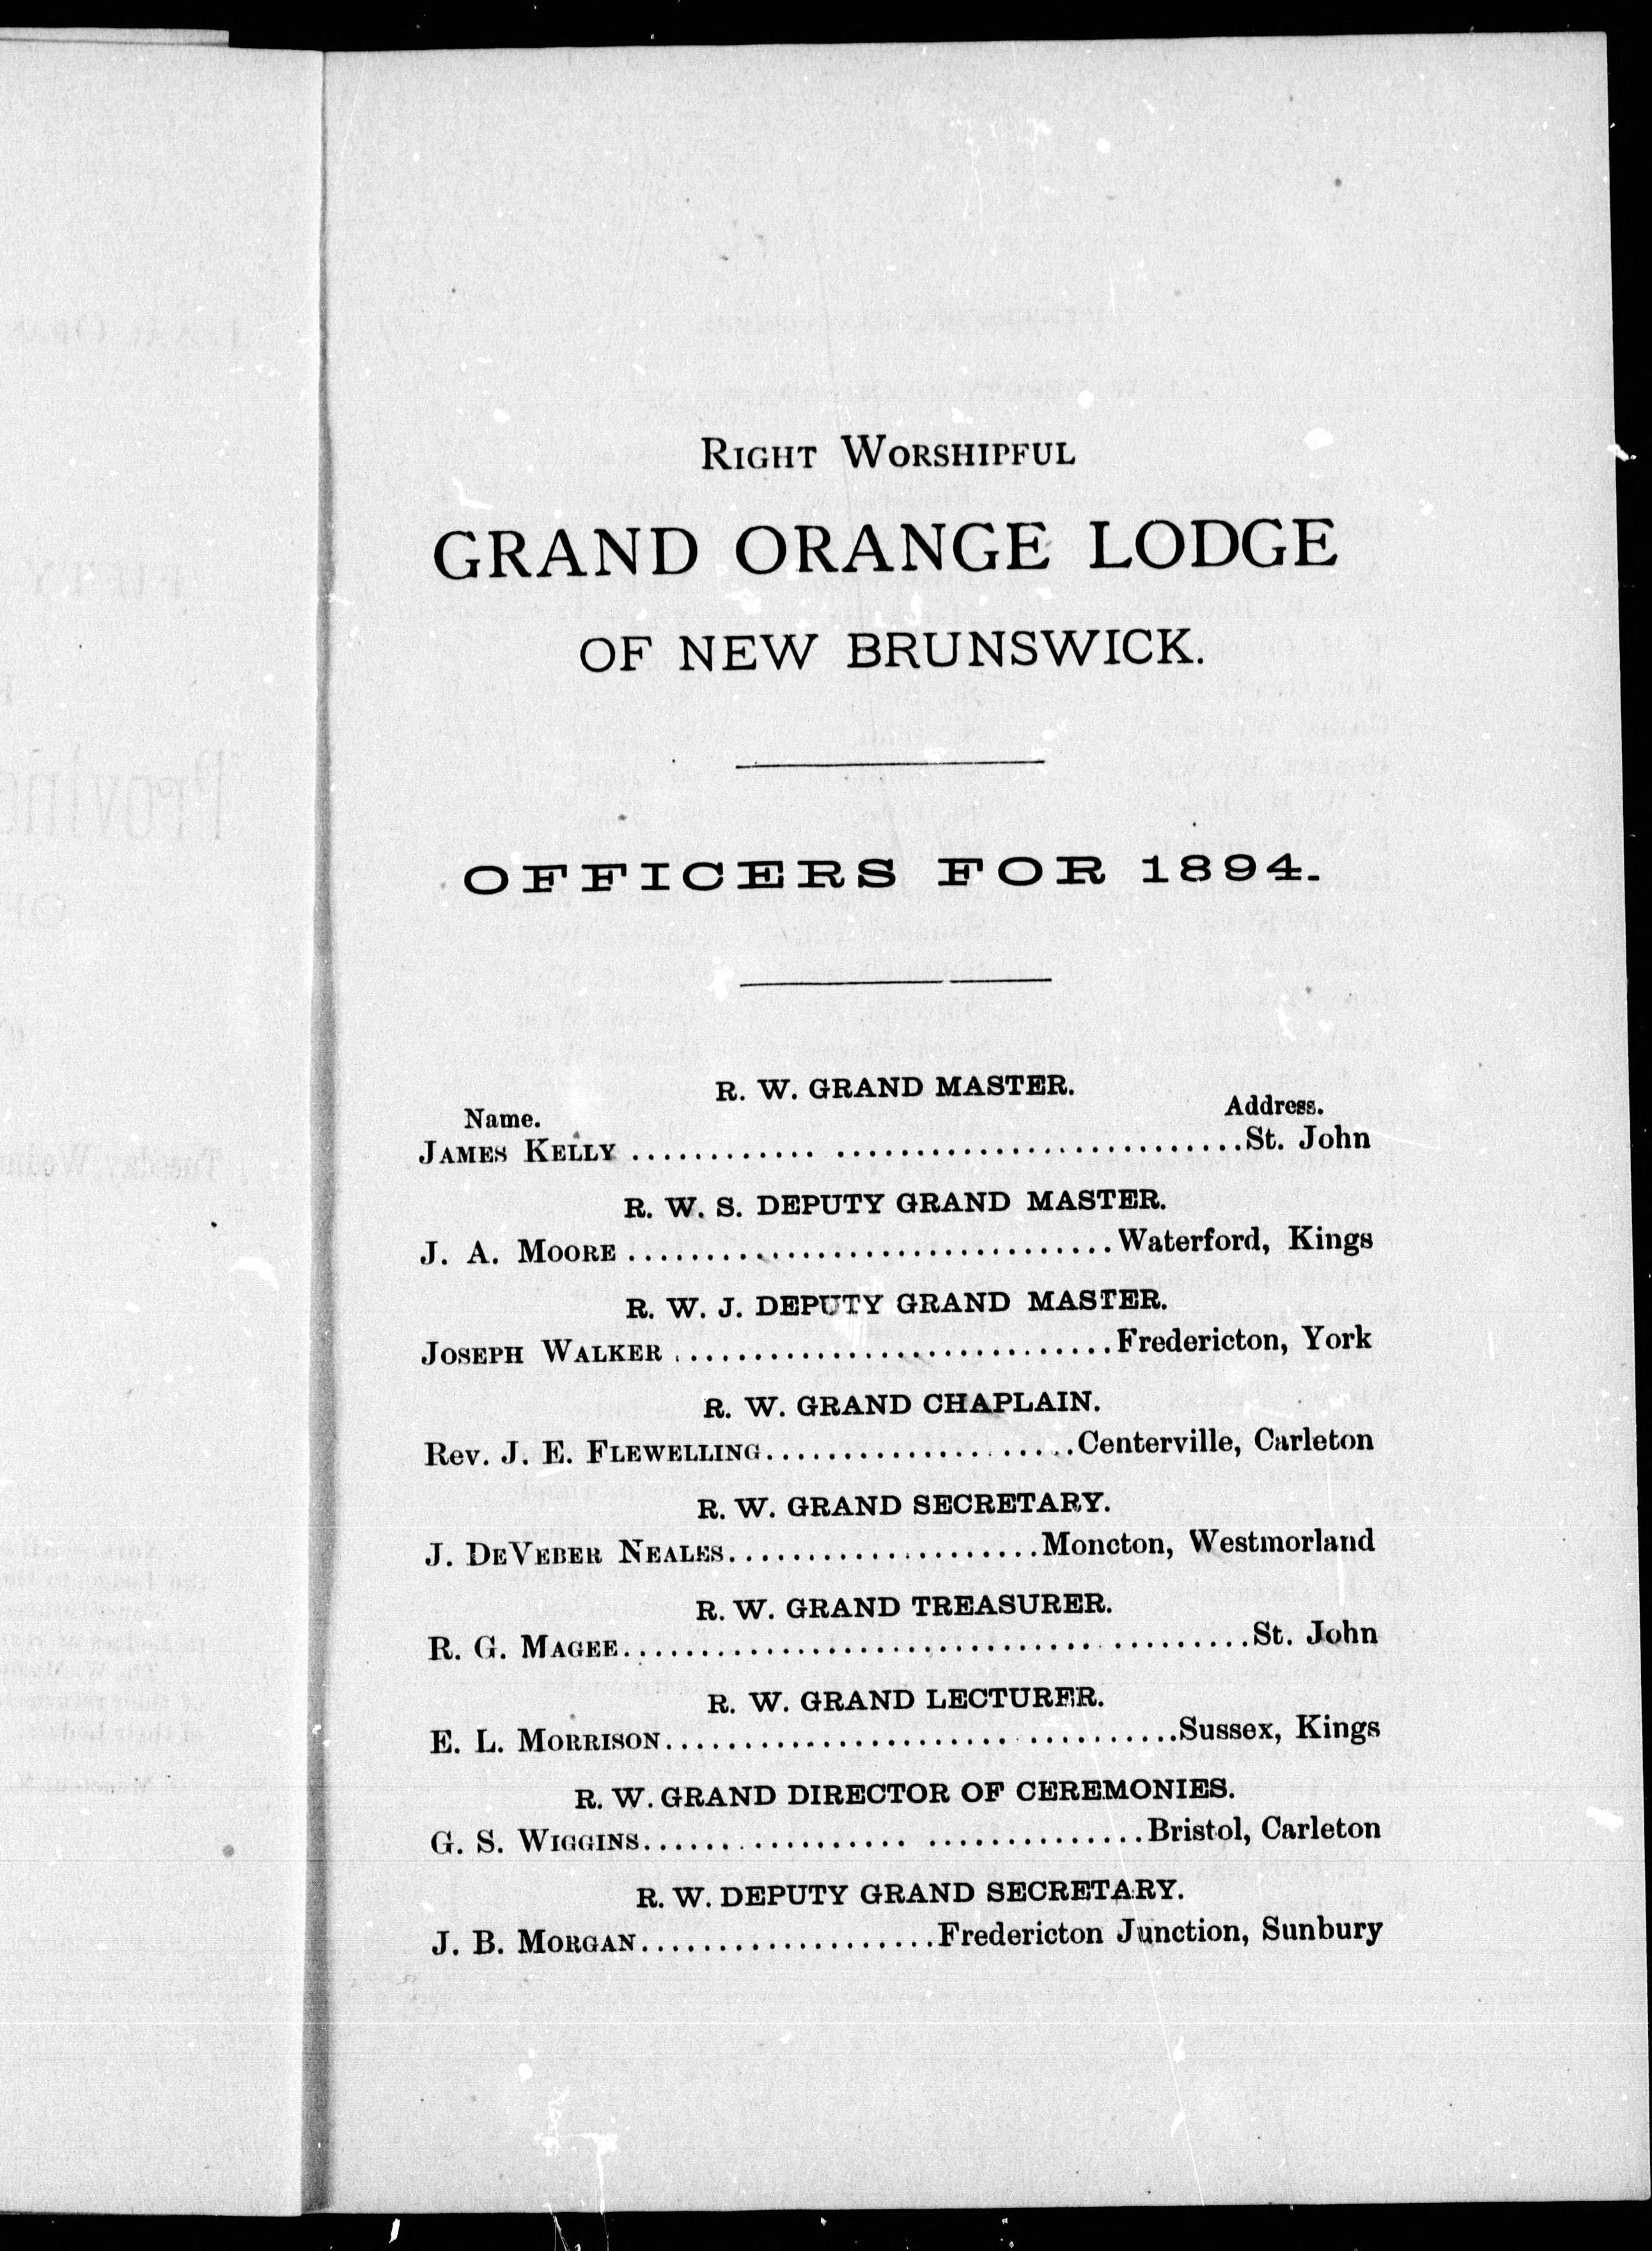 RIGHT WORSHIPFUL
GRAND ORANGE LODGE
OF NEW BRUNSWICK.
OFFICERS FOR 1894.
R. W. GRAND MASTER.
Name. Address.
JAMES KELLY ........................................St. John
R. W. S. DEPUTY GRAND MASTER.
J. A. MOORE ...............................Waterford, Kings
R. W. J. DEPUTY GRAND MASTER.
JOSEPH WALKER ............................Fredericton, York
R. W. GRAND CHAPLAIN.
Rev. J. E. FLEWELLING....................Centerville, Carleton
R. W. GRAND SECRETARY.
J. DEVEBER NEALES....................Moncton, Westmorland
R. W. GRAND TREASURER.
R. G. MAGEE........................................St. John
R. W. GRAND LECTURER.
E. L. MORRISON................................Sussex, Kings
R. W. GRAND DIRECTOR OF CEREMONIES.
G. S. WIGGINS...............................Bristol, Carleton
R. W. DEPUTY GRAND SECRETARY.
J. B. MORGAN...................Fredericton Junction, Sunbury